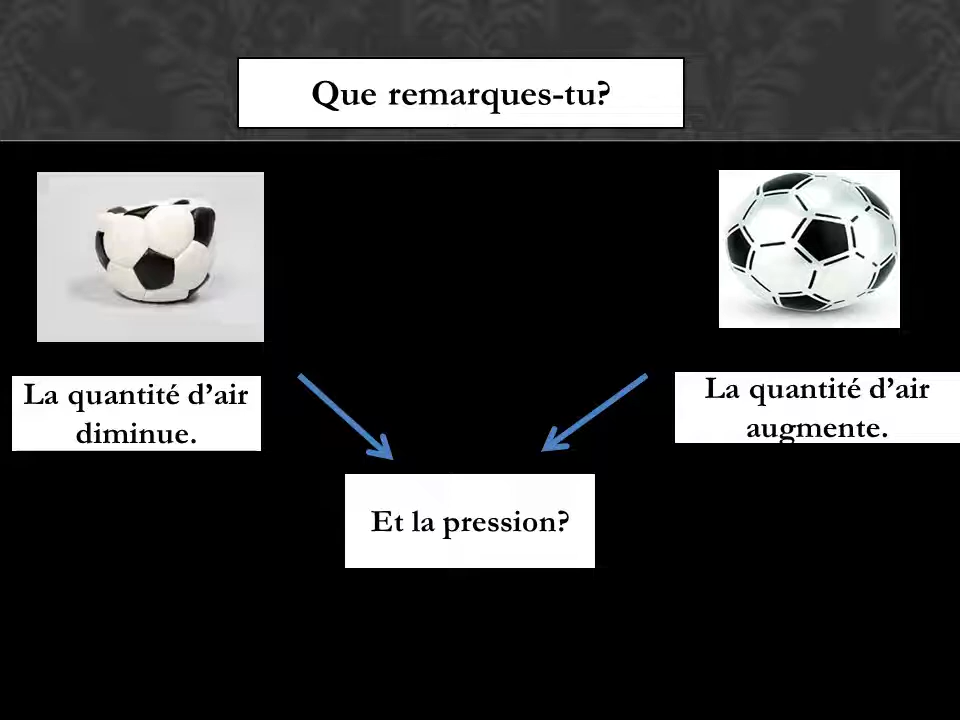 Que remarques-tu?
La quantité d’air
diminue.
La quantité d’air
augmente.
Et la pression?